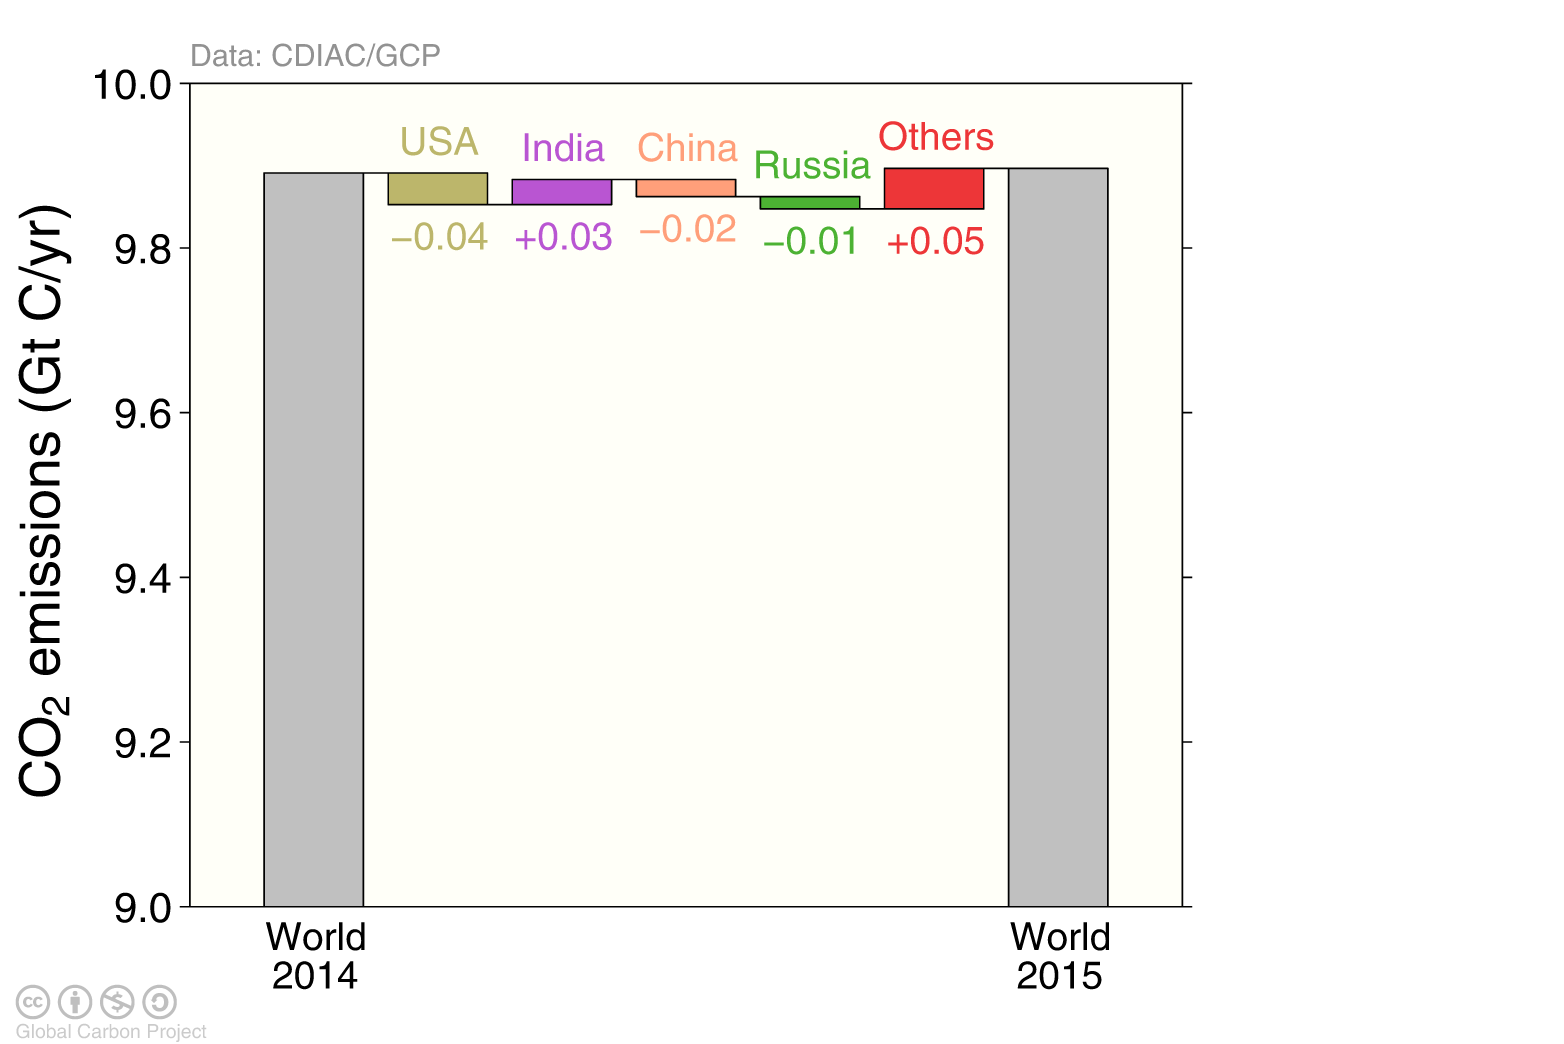 Data: CDIAC/GCP
CO₂ emissions (Gt C/yr)
10.0
9.8
9.6
9.4
9.2
9.0
USA
−0.04
India
+0.03
China
−0.02
Russia
−0.01
Others
+0.05
World
2014
World
2015
cc
Global Carbon Project